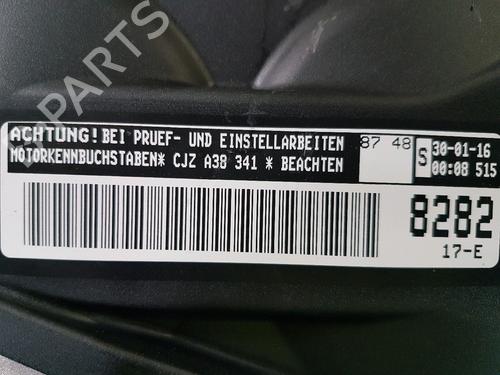 PARTS
ACHTUNG! BEI PRUEF- UND EINSTELLARBEITEN
MOTORKENNBUCHSTABEN* CJZ A38 341 * BEACHTEN
87 48
S
30-01-16
00:08 515
8282
17-E